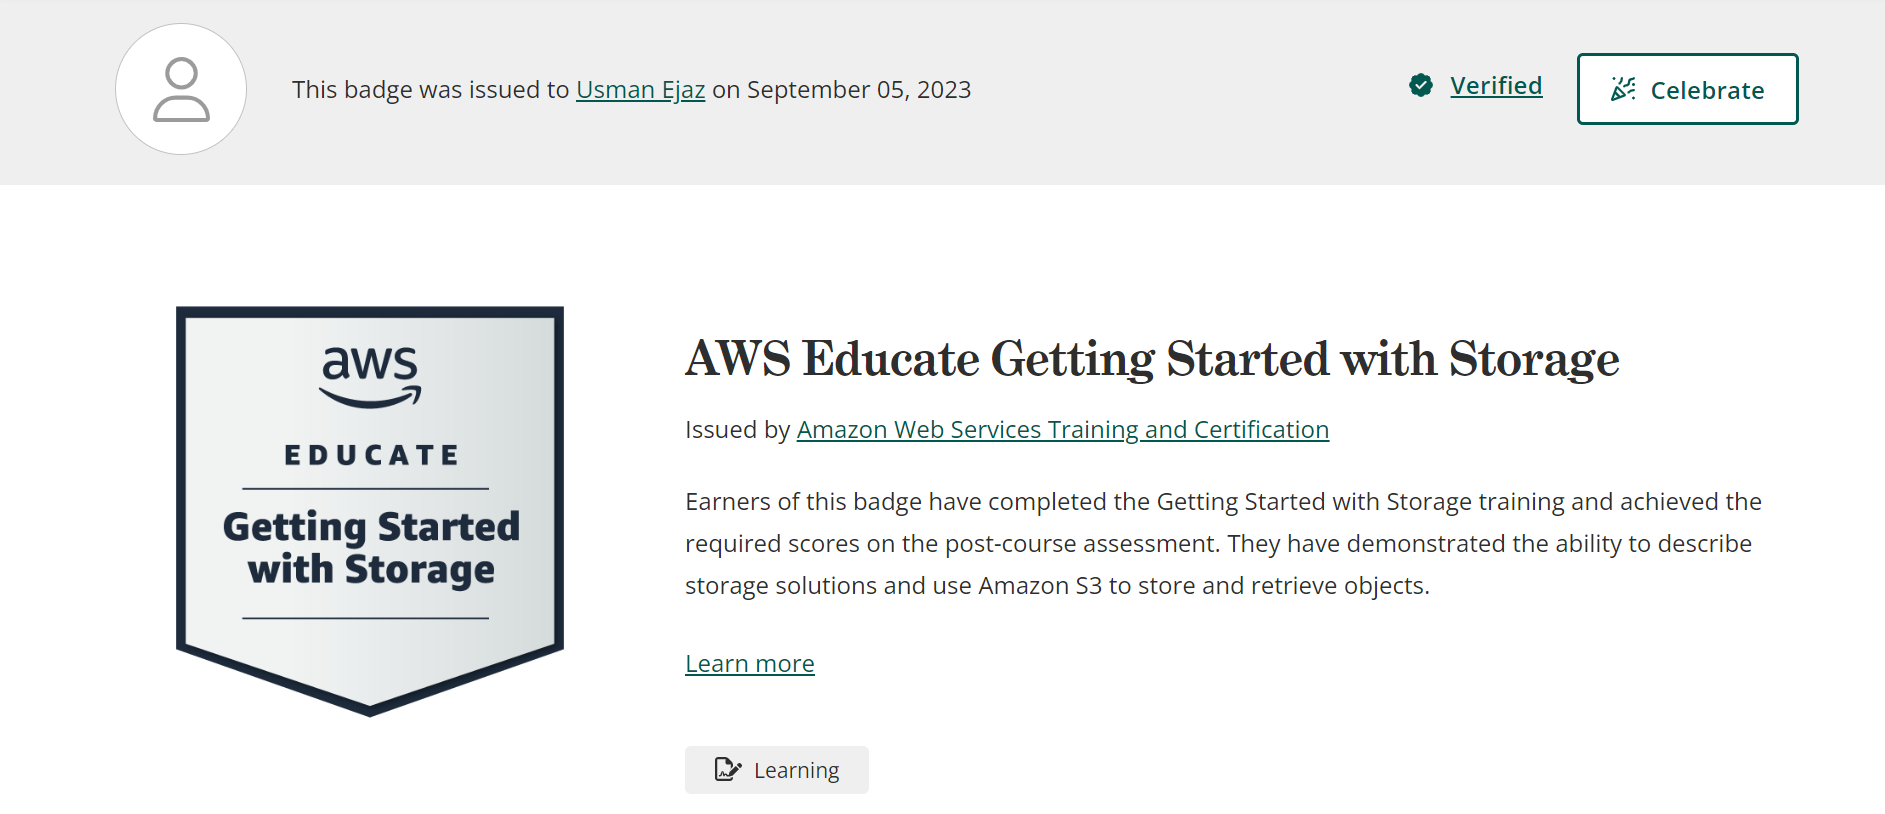 This badge was issued to Usman Ejaz on September 05, 2023
Verified
Celebrate
aws
EDUCATE
Getting Started
with Storage
AWS Educate Getting Started with Storage
Issued by Amazon Web Services Training and Certification
Earners of this badge have completed the Getting Started with Storage training and achieved the
required scores on the post-course assessment. They have demonstrated the ability to describe
storage solutions and use Amazon S3 to store and retrieve objects.
Learn more
Learning